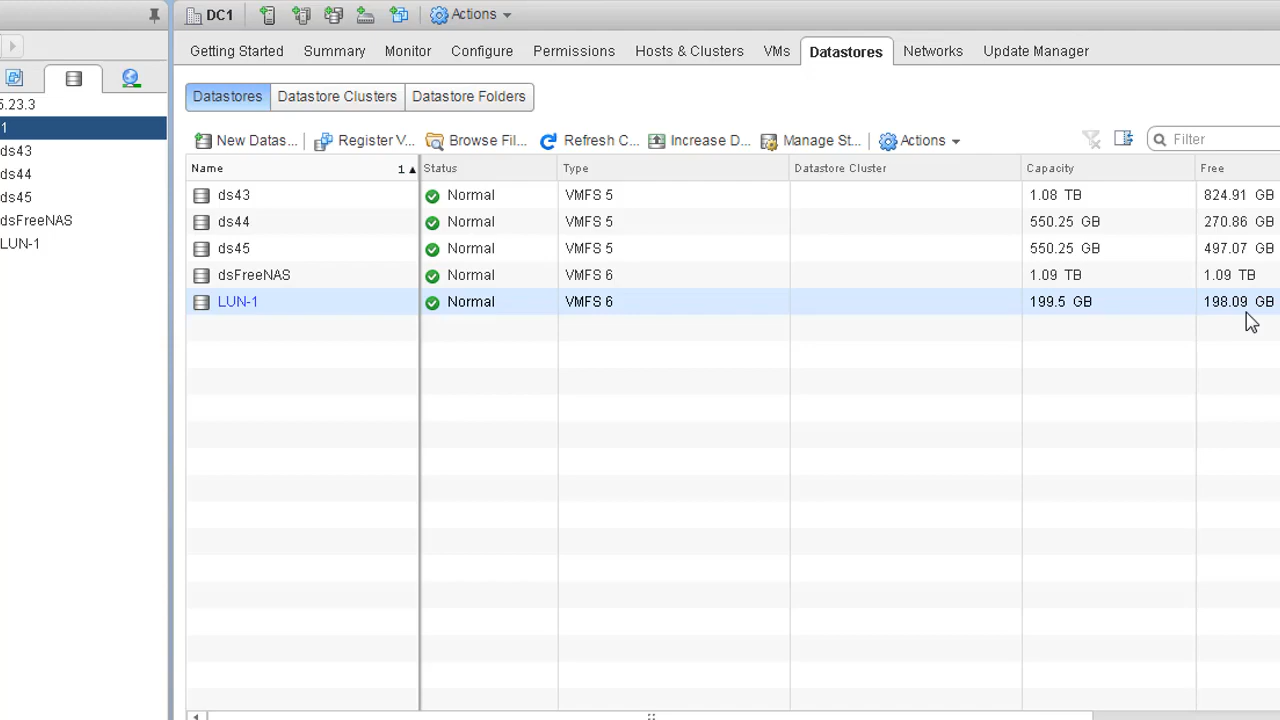 DC1 Actions
Getting Started Summary Monitor Configure Permissions Hosts & Clusters VMs Datastores Networks Update Manager
Datastores Datastore Clusters Datastore Folders
5.23.3
1
ds43
ds44
ds45
dsFreeNAS
LUN-1
New Datas... Register V... Browse Fil... Refresh C... Increase D... Manage St... Actions Filter
Name 1 Status Type Datastore Cluster Capacity Free
ds43 Normal VMFS 5 1.08 TB 824.91 GB
ds44 Normal VMFS 5 550.25 GB 270.86 GB
ds45 Normal VMFS 5 550.25 GB 497.07 GB
dsFreeNAS Normal VMFS 6 1.09 TB 1.09 TB
LUN-1 Normal VMFS 6 199.5 GB 198.09 GB